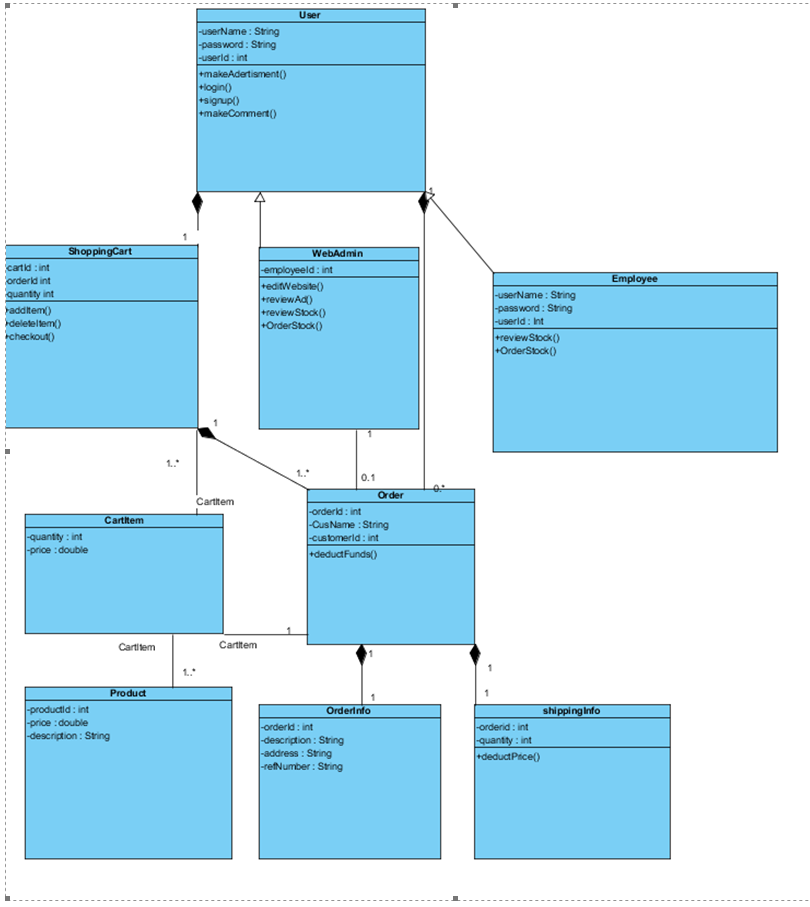 User
-userName : String
-password : String
-userId : int
+makeAdertisment()
+login()
+signup()
+makeComment()
1
1
ShoppingCart
cartId : int
orderId int
quantity int
+addItem()
+deleteItem()
+checkout()
WebAdmin
-employeeId : int
+editWebsite()
+reviewAd()
+reviewStock()
+OrderStock()
Employee
-userName : String
-password : String
-userId : Int
+reviewStock()
+OrderStock()
1
1
1..*
1..*
0.1
0.*
CartItem
CartItem
-quantity : int
-price : double
Order
-orderId : int
-CusName : String
-customerId : int
+deductFunds()
1
CartItem
CartItem
1
1
1..*
1
1
Product
-productId : int
-price : double
-description : String
OrderInfo
-orderId : int
-description : String
-address : String
-refNumber : String
shippingInfo
-orderid : int
-quantity : int
+deductPrice()